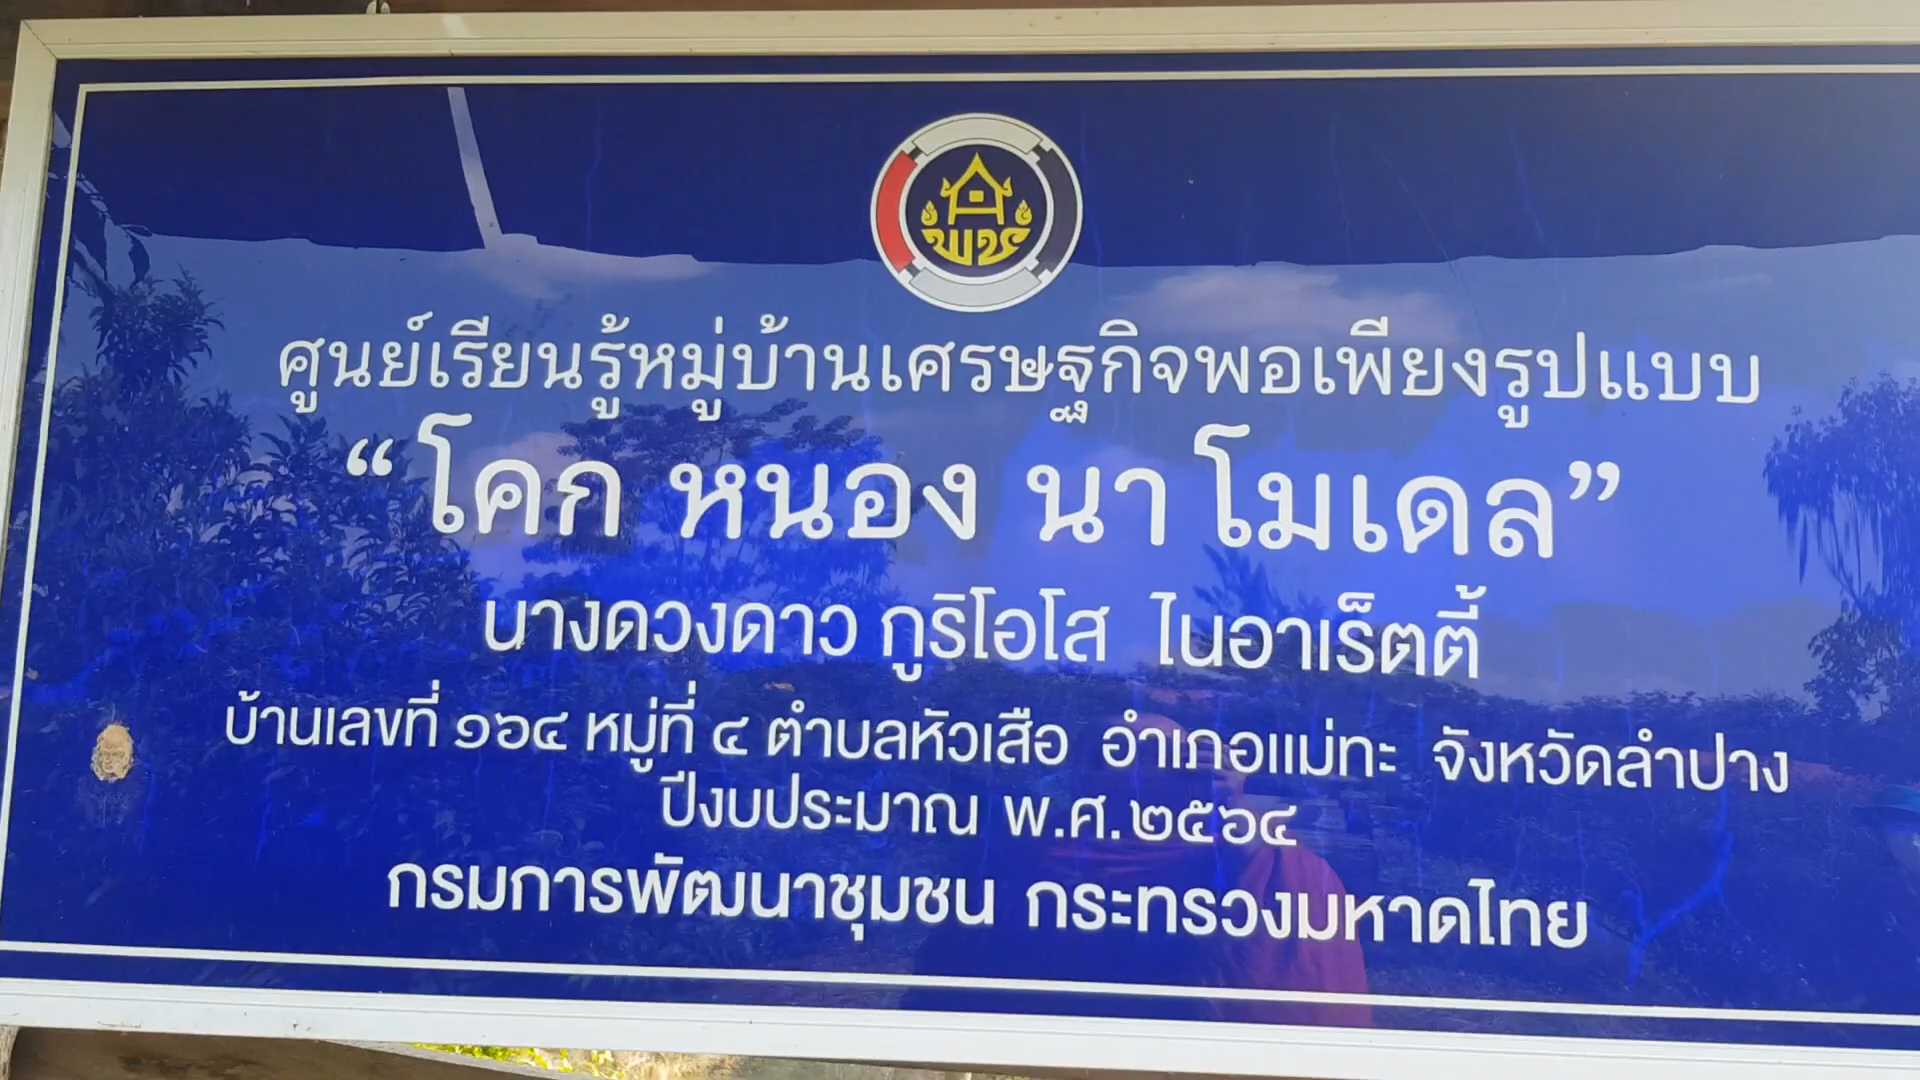 พช
ศูนย์เรียนรู้หมู่บ้านเศรษฐกิจพอเพียงรูปแบบ
“โคก หนอง นา โมเดล”
นางดวงดาว กูริโอโส ไนอาเร็ตตี้
บ้านเลขที่ ๑๖๔ หมู่ที่ ๔ ตำบลหัวเสือ อำเภอแม่ทะ จังหวัดลำปาง
ปีงบประมาณ พ.ศ.๒๕๖๔
กรมการพัฒนาชุมชน กระทรวงมหาดไทย